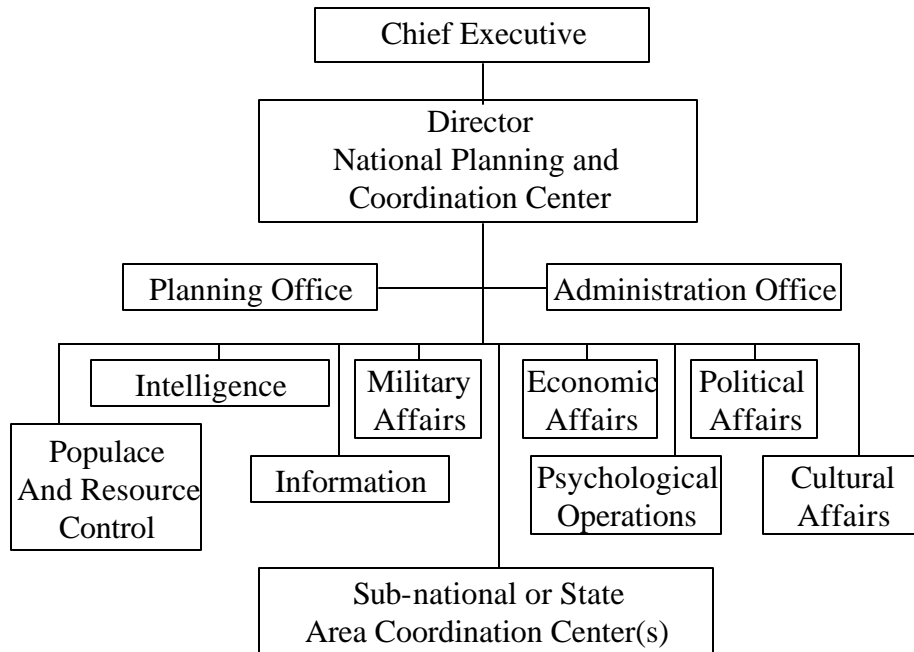 Chief Executive
Director
National Planning and
Coordination Center
Planning Office
Administration Office
Intelligence
Military
Affairs
Economic
Affairs
Political
Affairs
Populace
And Resource
Control
Information
Psychological
Operations
Cultural
Affairs
Sub-national or State
Area Coordination Center(s)